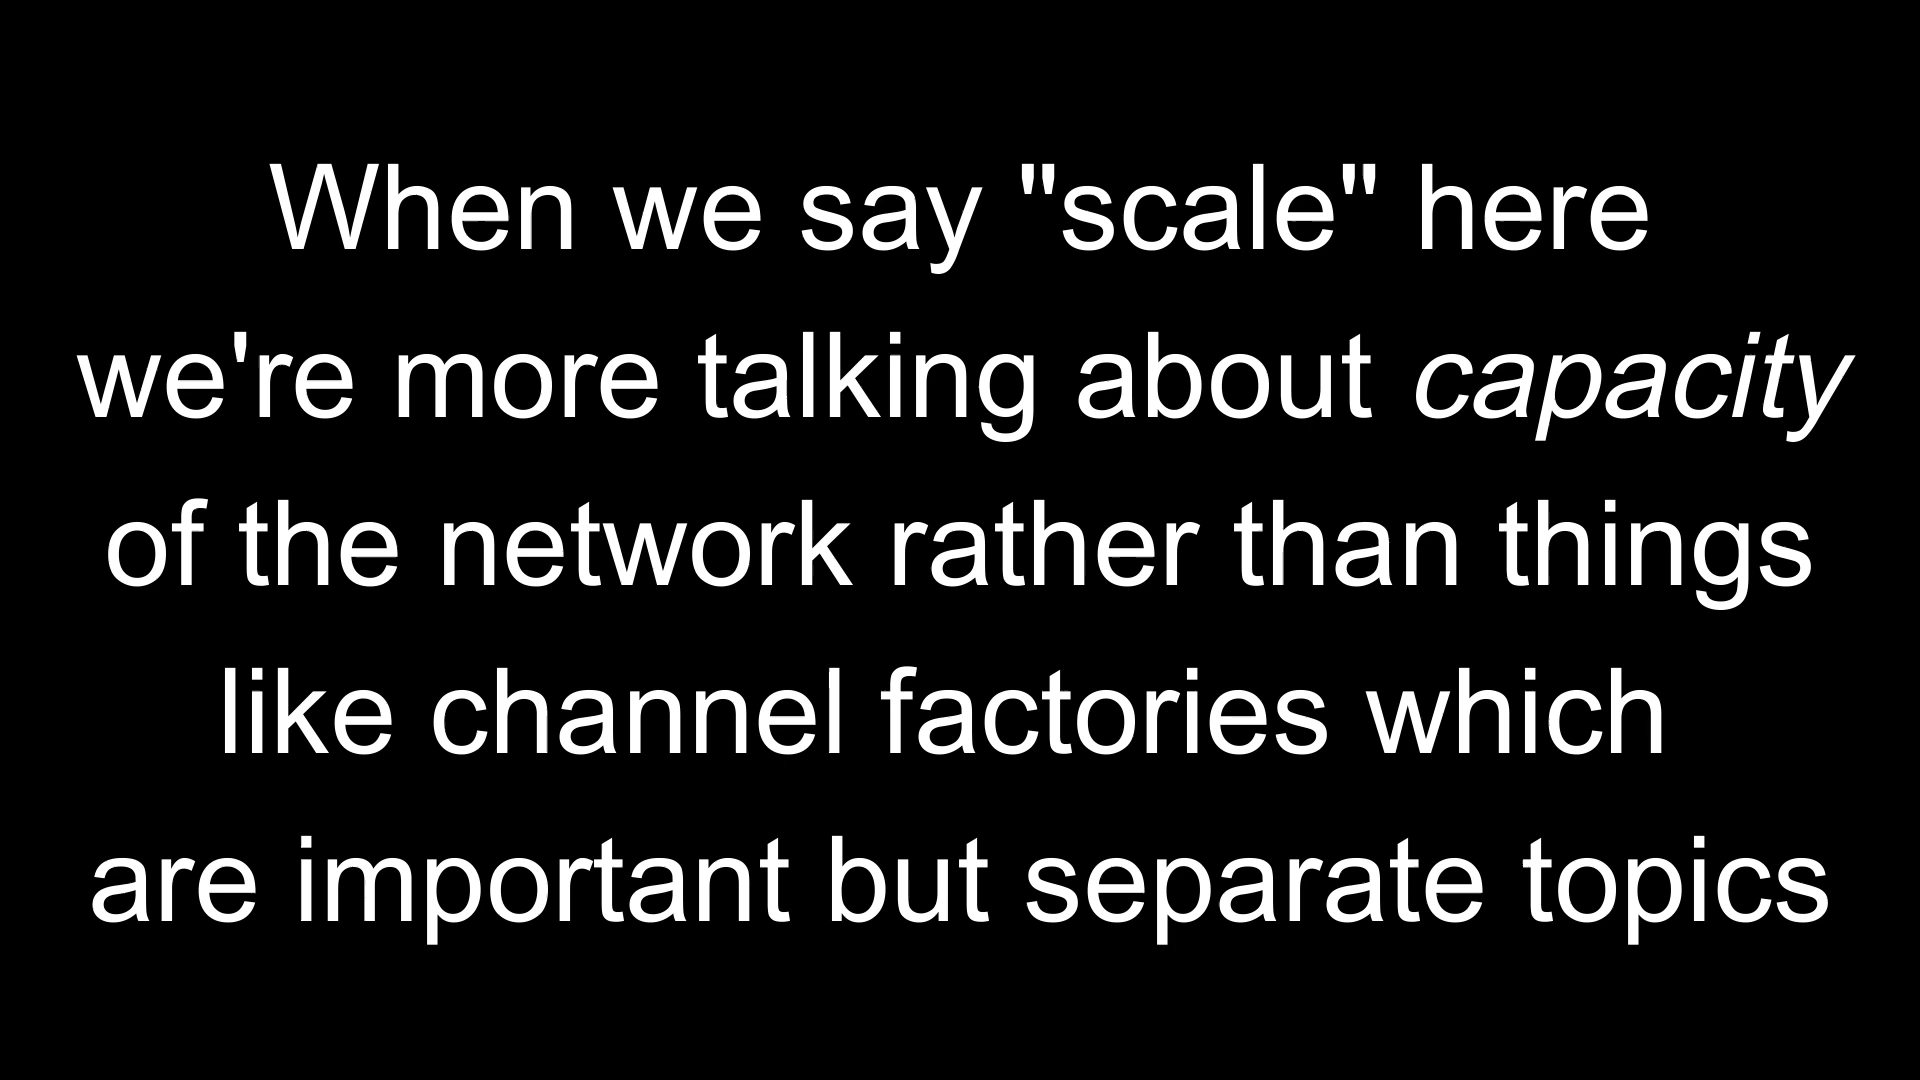 When we say "scale" here
we're more talking about capacity
of the network rather than things
like channel factories which
are important but separate topics